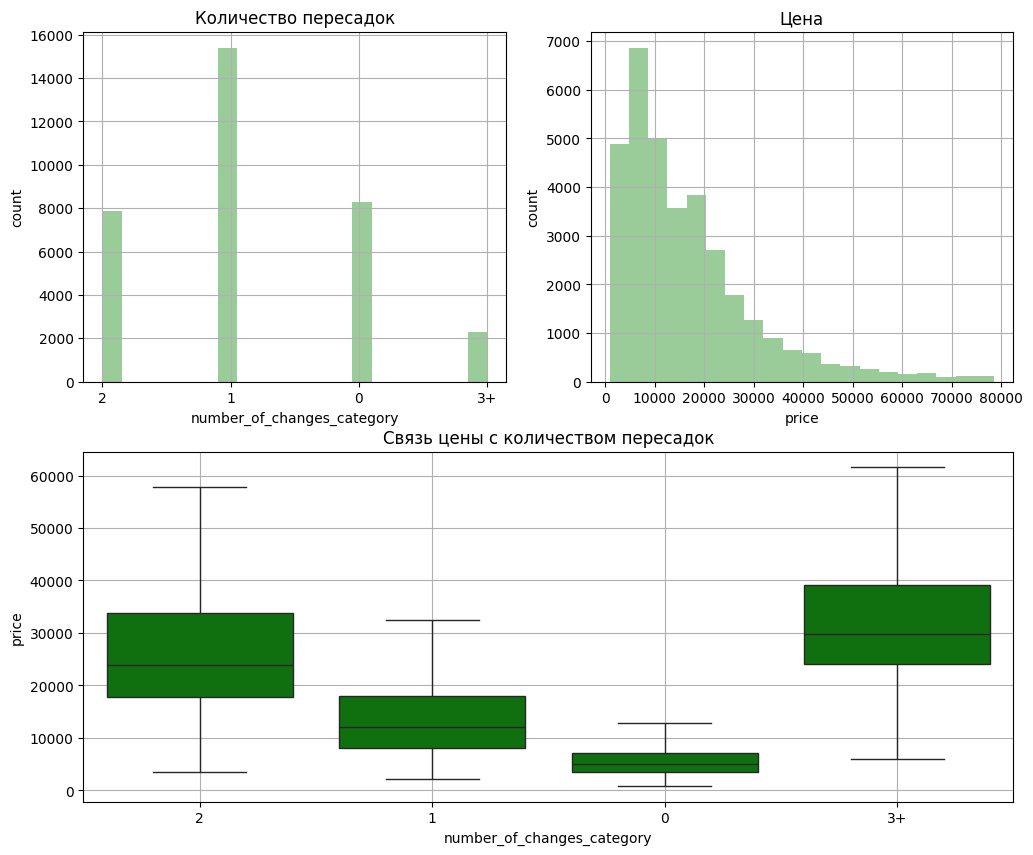 Количество пересадок
16000
14000
12000
10000
8000
6000
4000
2000
0
count
2 1 0 3+
number_of_changes_category
Цена
7000
6000
5000
4000
3000
2000
1000
0
count
0 10000 20000 30000 40000 50000 60000 70000 80000
price
Связь цены с количеством пересадок
60000
50000
40000
30000
20000
10000
0
price
2 1 0 3+
number_of_changes_category